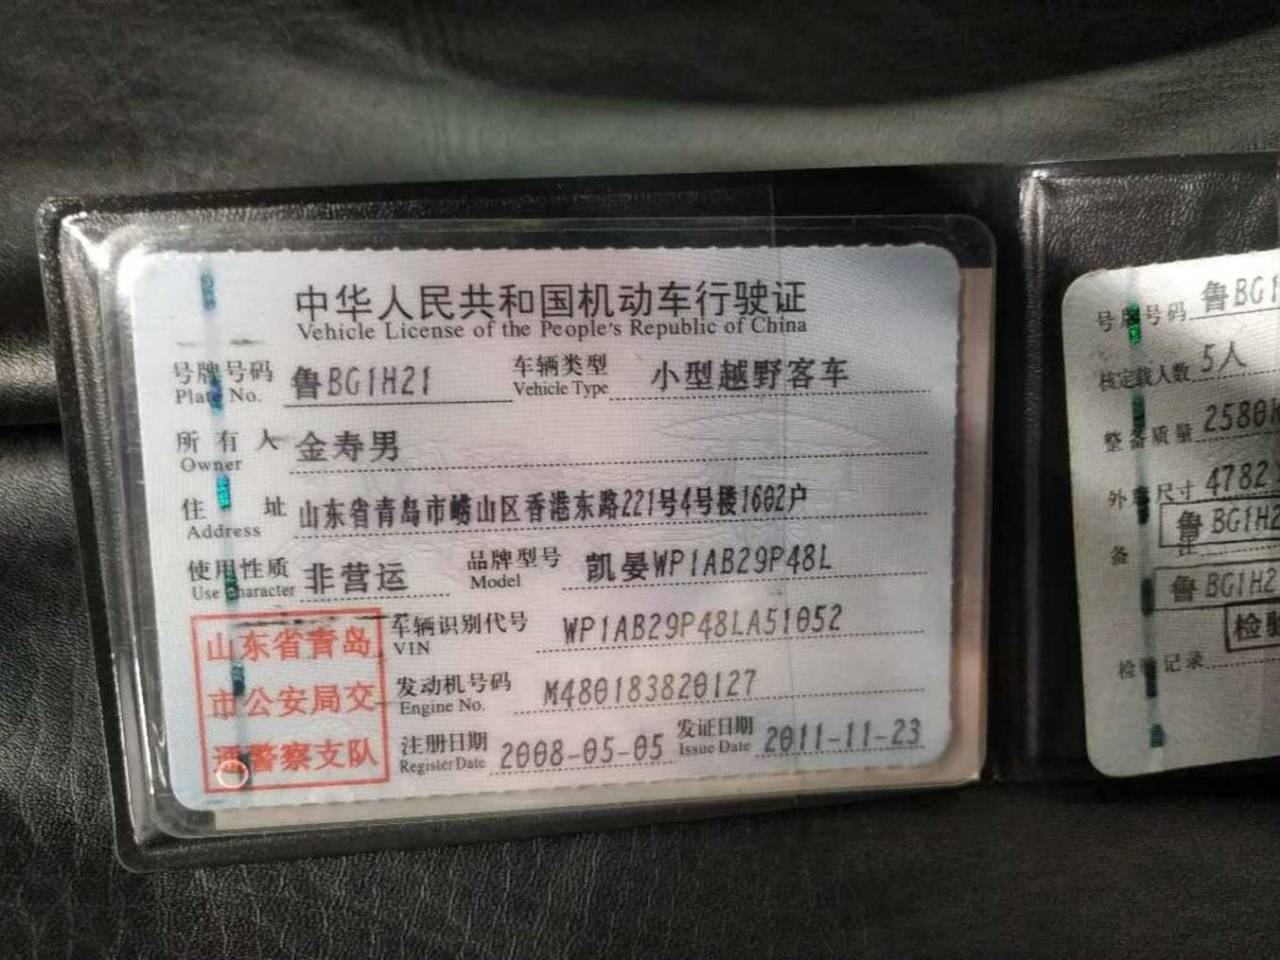 中华人民共和国机动车行驶证
Vehicle License of the People's Republic of China
号牌号码 鲁BG1H21 车辆类型 小型越野客车
Plate No. Vehicle Type
所有人 金寿男
Owner
住址 山东省青岛市崂山区香港东路221号4号楼1602户
Address
使用性质 非营运 品牌型号 凯晏WP1AB29P48L
Use Character Model
车辆识别代号 WP1AB29P48LA51052
VIN
发动机号码 M480183820127
Engine No.
注册日期 2008-05-05 发证日期 2011-11-23
Register Date Issue Date
山东省青岛
市公安局交
通警察支队
号牌号码 鲁BG1
核定载人数 5人
整备质量 2580
外廓尺寸 4782
鲁BG1H2
备注
鲁BG1H2
检
检验记录